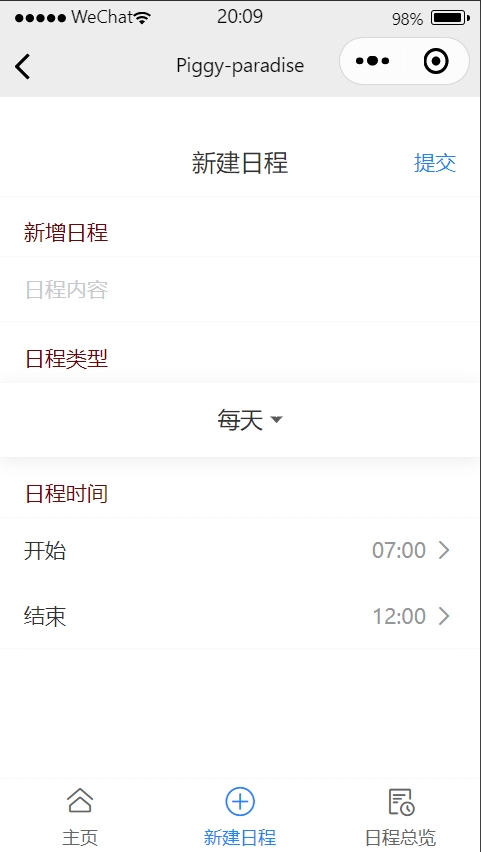 WeChat 20:09 98%
Piggy-paradise
新建日程 提交
新增日程
日程内容
日程类型
每天
日程时间
开始 07:00
结束 12:00
主页 新建日程 日程总览